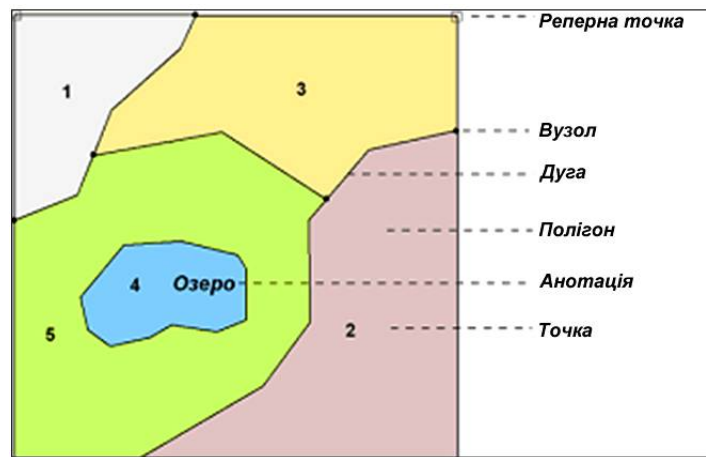 Реперна точка
1
3
Вузол
Дуга
Полігон
4 Озеро
Анотація
5
2
Точка